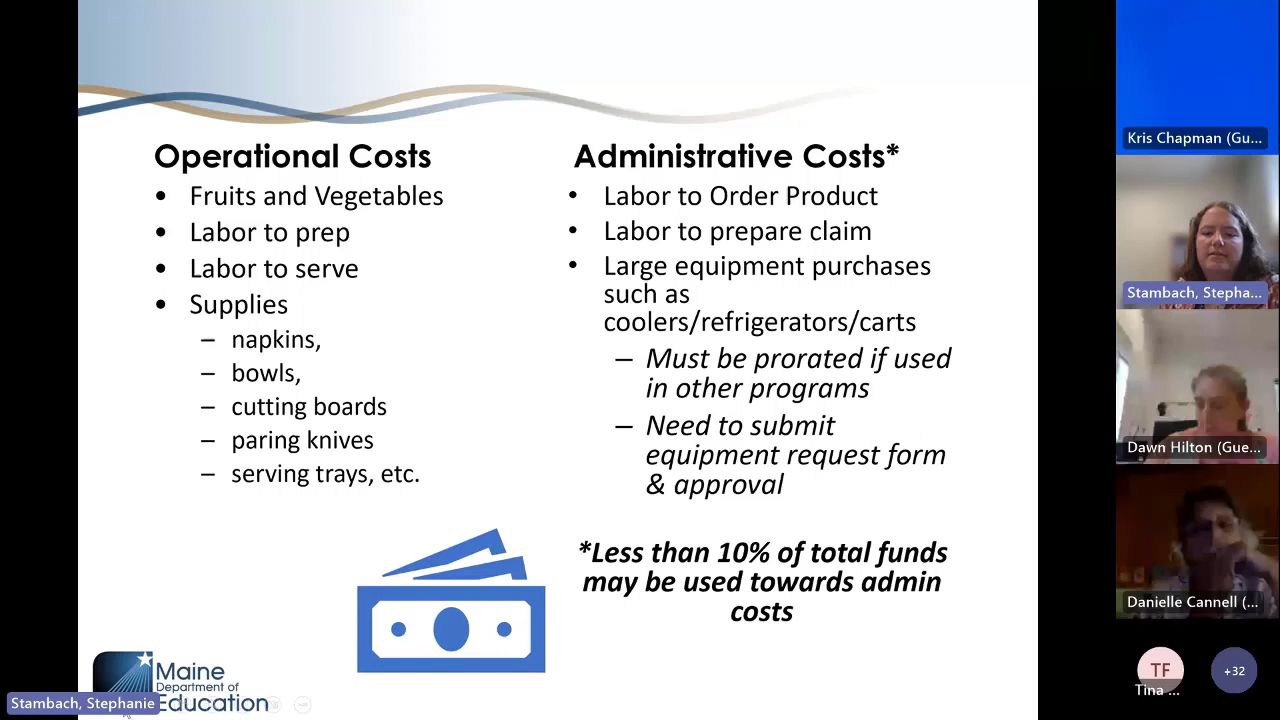 Operational Costs
• Fruits and Vegetables
• Labor to prep
• Labor to serve
• Supplies
– napkins,
– bowls,
– cutting boards
– paring knives
– serving trays, etc.
Administrative Costs*
• Labor to Order Product
• Labor to prepare claim
• Large equipment purchases
such as
coolers/refrigerators/carts
– Must be prorated if used
in other programs
– Need to submit
equipment request form
& approval
*Less than 10% of total funds
may be used towards admin
costs
Maine
Department of
Education
Stambach, Stephanie
Kris Chapman (Gu...
Stambach, Stepha...
Dawn Hilton (Gue...
Danielle Cannell (...
TF
Tina ...
+32